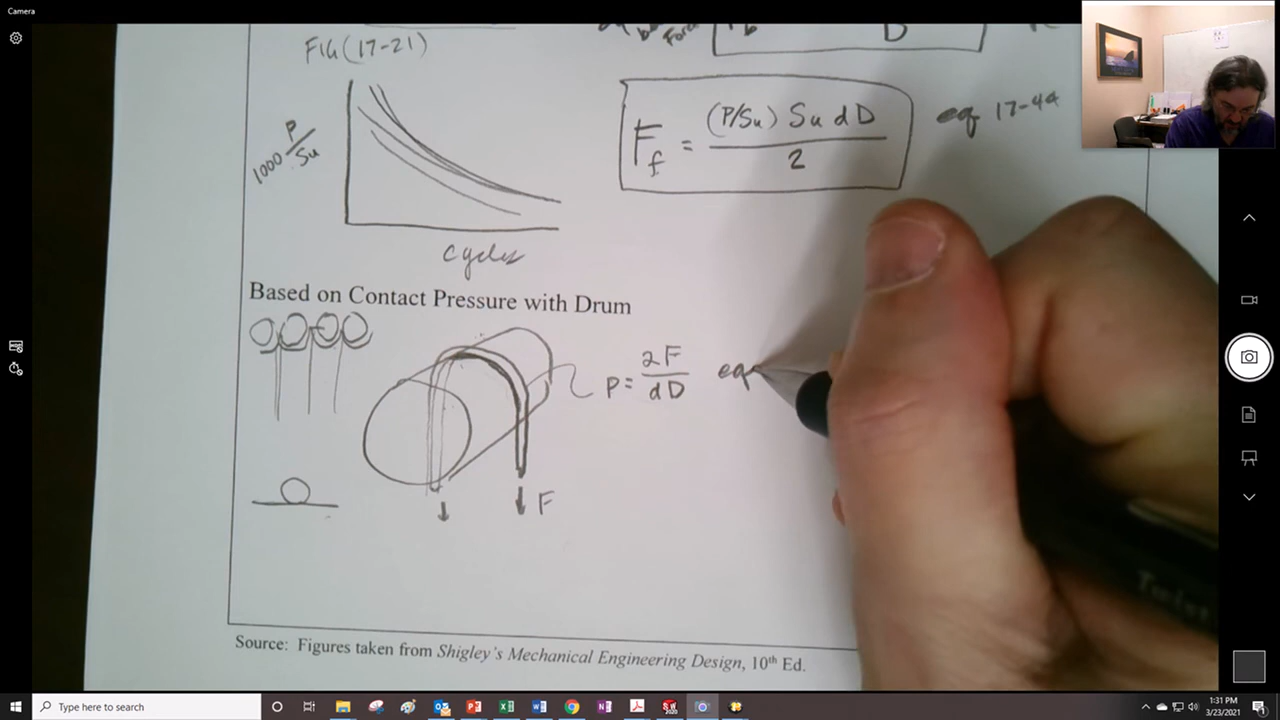 Camera
FIG (17-21)
D
F_f = (P/Su) Su d D / 2
eq 17-44
1000 P/Su
cycles
Based on Contact Pressure with Drum
P = 2F / dD
eq
F
Source: Figures taken from Shigley's Mechanical Engineering Design, 10th Ed.
Type here to search
1:31 PM
3/23/2021